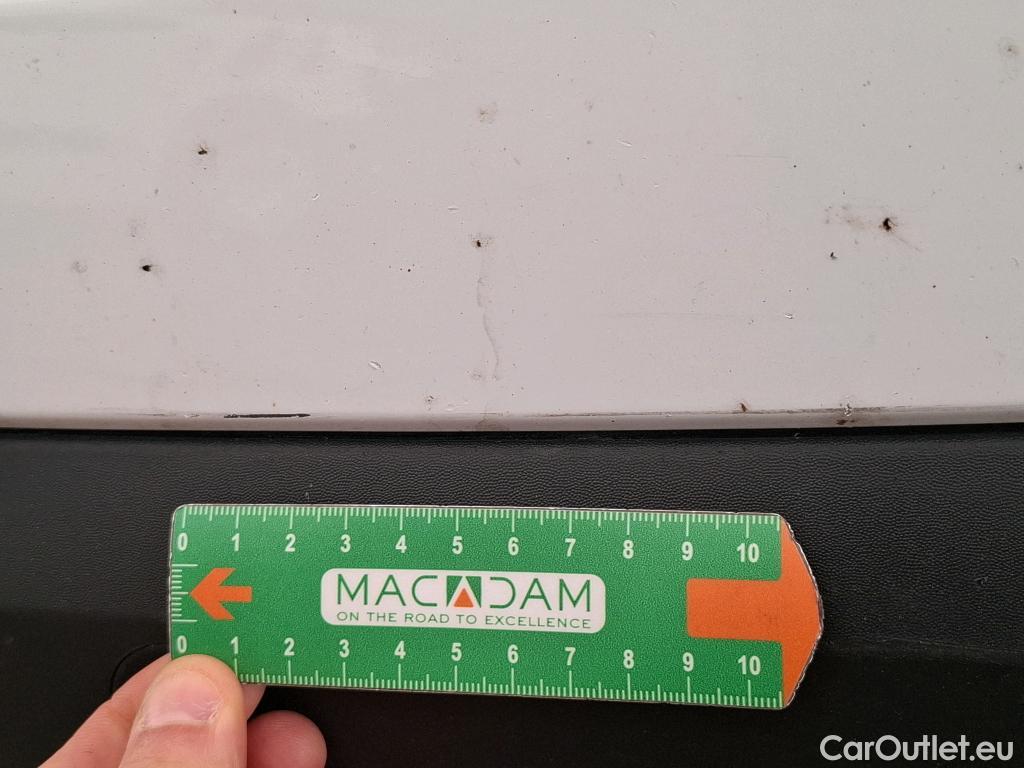 0 1 2 3 4 5 6 7 8 9 10
MACADAM
ON THE ROAD TO EXCELLENCE
0 1 2 3 4 5 6 7 8 9 10
CarOutlet.eu